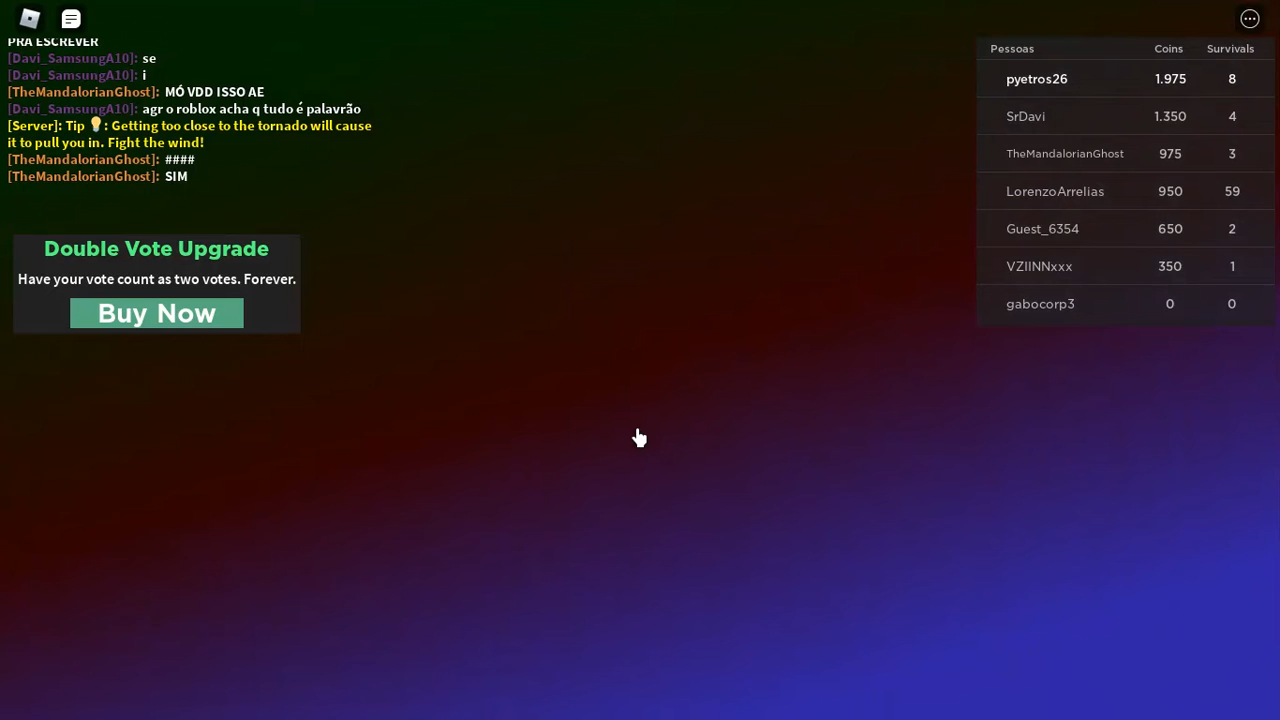 PRA ESCREVER
[Davi_SamsungA10]: se
[Davi_SamsungA10]: i
[TheMandalorianGhost]: MÓ VDD ISSO AE
[Davi_SamsungA10]: agr o roblox acha q tudo é palavrão
[Server]: Tip 💡: Getting too close to the tornado will cause
it to pull you in. Fight the wind!
[TheMandalorianGhost]: ####
[TheMandalorianGhost]: SIM
Double Vote Upgrade
Have your vote count as two votes. Forever.
Buy Now
Pessoas Coins Survivals
pyetros26 1.975 8
SrDavi 1.350 4
TheMandalorianGhost 975 3
LorenzoArrelias 950 59
Guest_6354 650 2
VZIINNxxx 350 1
gabocorp3 0 0